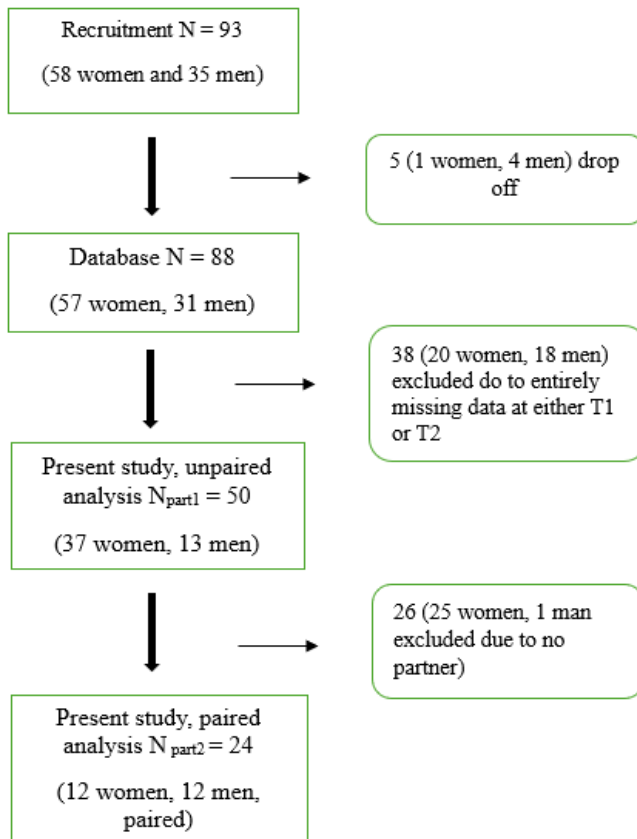 Recruitment N = 93
(58 women and 35 men)
5 (1 women, 4 men) drop
off
Database N = 88
(57 women, 31 men)
38 (20 women, 18 men)
excluded do to entirely
missing data at either T1
or T2
Present study, unpaired
analysis Npart1 = 50
(37 women, 13 men)
26 (25 women, 1 man
excluded due to no
partner)
Present study, paired
analysis N part2 = 24
(12 women, 12 men,
paired)